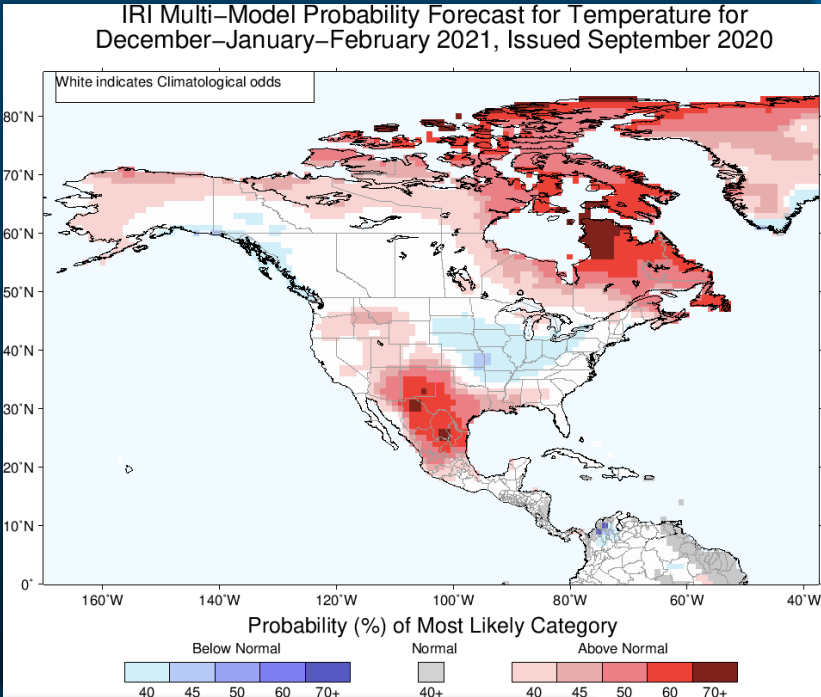 IRI Multi−Model Probability Forecast for Temperature for
December−January−February 2021, Issued September 2020
White indicates Climatological odds
80°N
70°N
60°N
50°N
40°N
30°N
20°N
10°N
0°
160°W 140°W 120°W 100°W 80°W 60°W 40°W
Probability (%) of Most Likely Category
Below Normal Normal Above Normal
40 45 50 60 70+ 40+ 40 45 50 60 70+